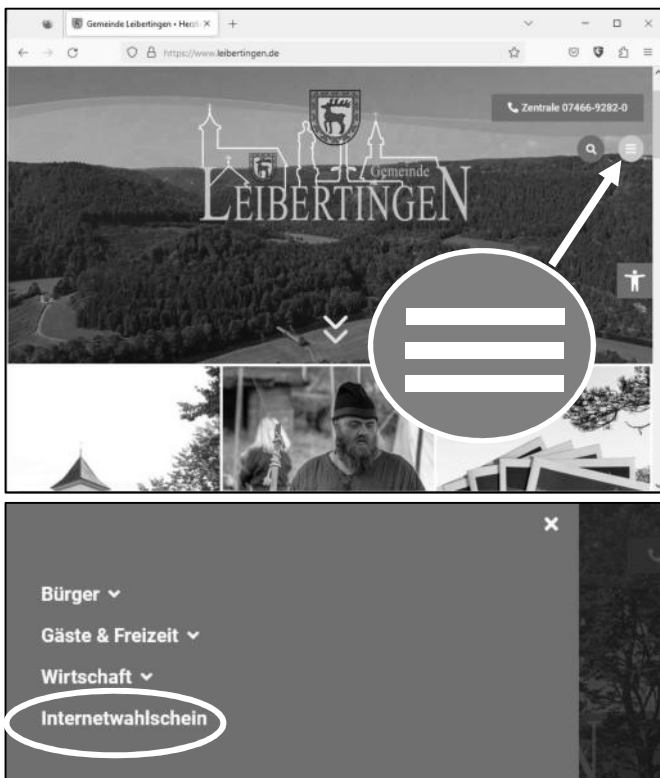 Gemeinde Leibertingen • Herzl
https://www.leibertingen.de
Zentrale 07466-9282-0
Gemeinde
LEIBERTINGEN
Bürger
Gäste & Freizeit
Wirtschaft
Internetwahlschein